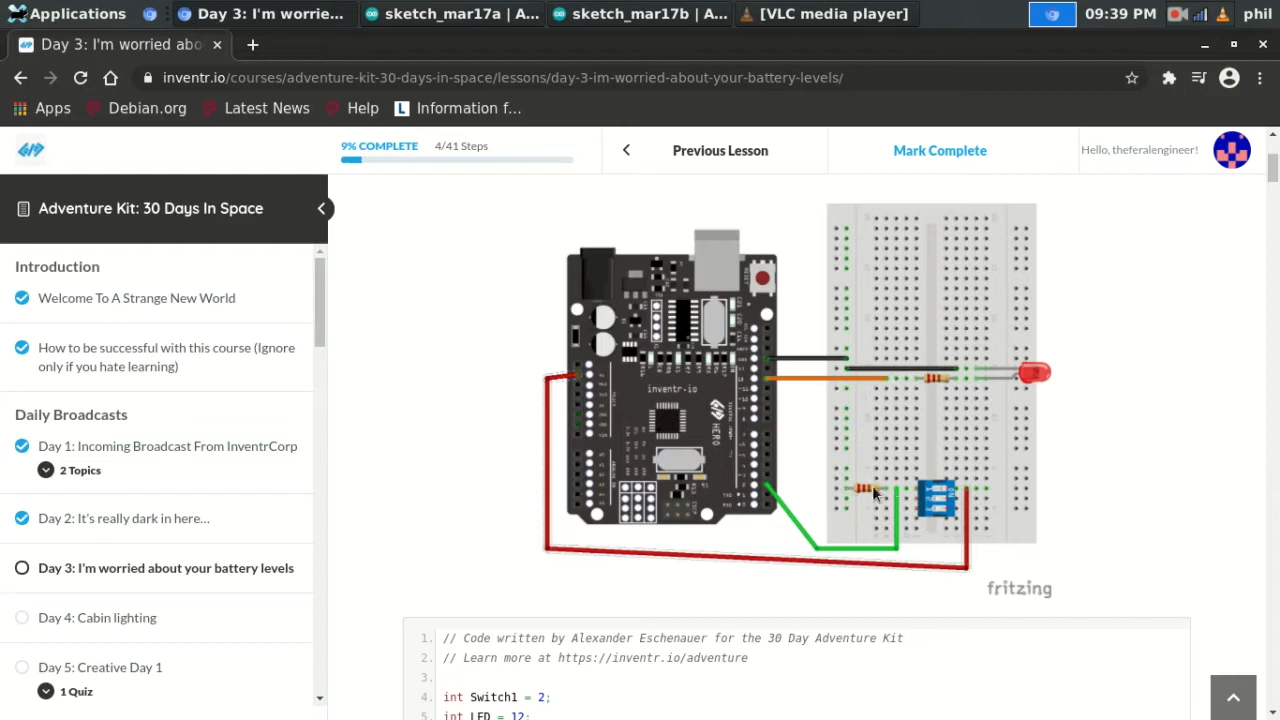 Applications
Day 3: I'm worrie...
sketch_mar17a | A...
sketch_mar17b | A...
[VLC media player]
09:39 PM
phil
Day 3: I'm worried abo
inventr.io/courses/adventure-kit-30-days-in-space/lessons/day-3-im-worried-about-your-battery-levels/
Apps
Debian.org
Latest News
Help
L
Information f...
9% COMPLETE
4/41 Steps
Previous Lesson
Mark Complete
Hello, theferalengineer!
Adventure Kit: 30 Days In Space
Introduction
Welcome To A Strange New World
How to be successful with this course (Ignore
only if you hate learning)
Daily Broadcasts
Day 1: Incoming Broadcast From InventrCorp
2 Topics
Day 2: It’s really dark in here…
Day 3: I’m worried about your battery levels
Day 4: Cabin lighting
Day 5: Creative Day 1
1 Quiz
RESET
inventr.io
HERO
ON
fritzing
1. // Code written by Alexander Eschenauer for the 30 Day Adventure Kit
2. // Learn more at https://inventr.io/adventure
3.
4. int Switch1 = 2;
5. int LED = 12;